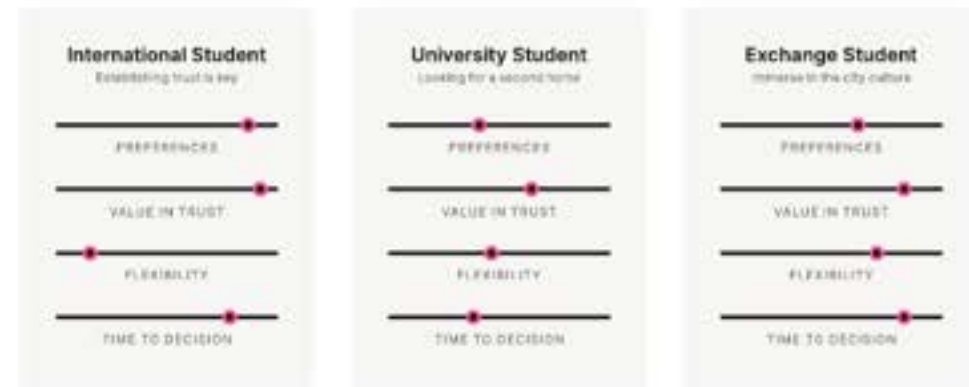 International Student
Establishing trust is key
PREFERENCES
VALUE IN TRUST
FLEXIBILITY
TIME TO DECISION
University Student
Looking for a second home
PREFERENCES
VALUE IN TRUST
FLEXIBILITY
TIME TO DECISION
Exchange Student
Immerse in the city culture
PREFERENCES
VALUE IN TRUST
FLEXIBILITY
TIME TO DECISION